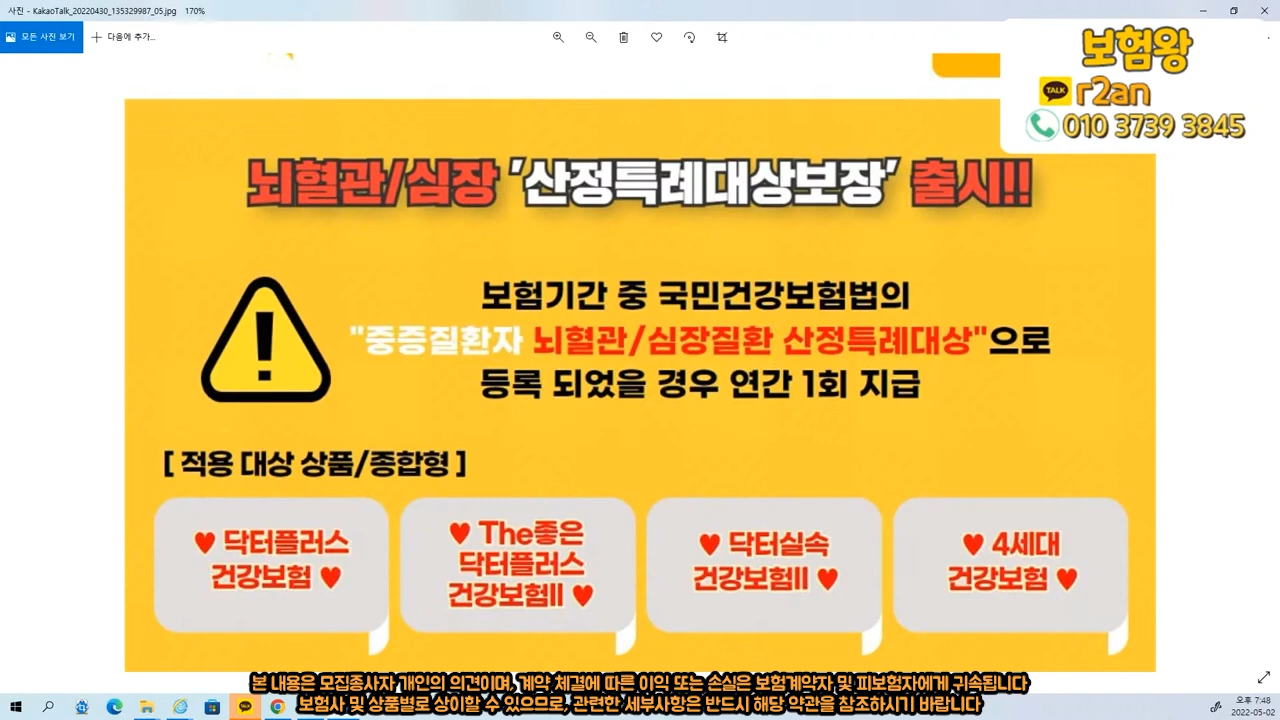 사진 - KakaoTalk_20220430_135329987_05.jpg 170%
모든 사진 보기
다음에 추가...
보험왕
TALK r2an
010 3739 3845
뇌혈관/심장 '산정특례대상보장' 출시!!
보험기간 중 국민건강보험법의
"중증질환자 뇌혈관/심장질환 산정특례대상"으로
등록 되었을 경우 연간 1회 지급
[ 적용 대상 상품/종합형 ]
♥ 닥터플러스
건강보험 ♥
♥ The좋은
닥터플러스
건강보험II ♥
♥ 닥터실속
건강보험II ♥
♥ 4세대
건강보험 ♥
본 내용은 모집종사자 개인의 의견이며, 계약 체결에 따른 이익 또는 손실은 보험계약자 및 피보험자에게 귀속됩니다
보험사 및 상품별로 상이할 수 있으므로, 관련한 세부사항은 반드시 해당 약관을 참조하시기 바랍니다
오후 7:48
2022-05-02